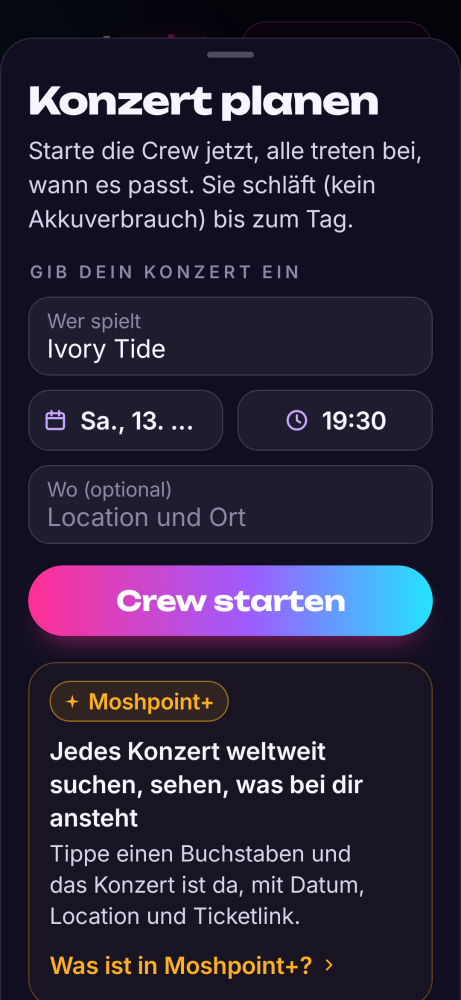 Konzert planen
Starte die Crew jetzt, alle treten bei,
wann es passt. Sie schläft (kein
Akkuverbrauch) bis zum Tag.
GIB DEIN KONZERT EIN
Wer spielt
Ivory Tide
Sa., 13. ...
19:30
Wo (optional)
Location und Ort
Crew starten
Moshpoint+
Jedes Konzert weltweit
suchen, sehen, was bei dir
ansteht
Tippe einen Buchstaben und
das Konzert ist da, mit Datum,
Location und Ticketlink.
Was ist in Moshpoint+? ›